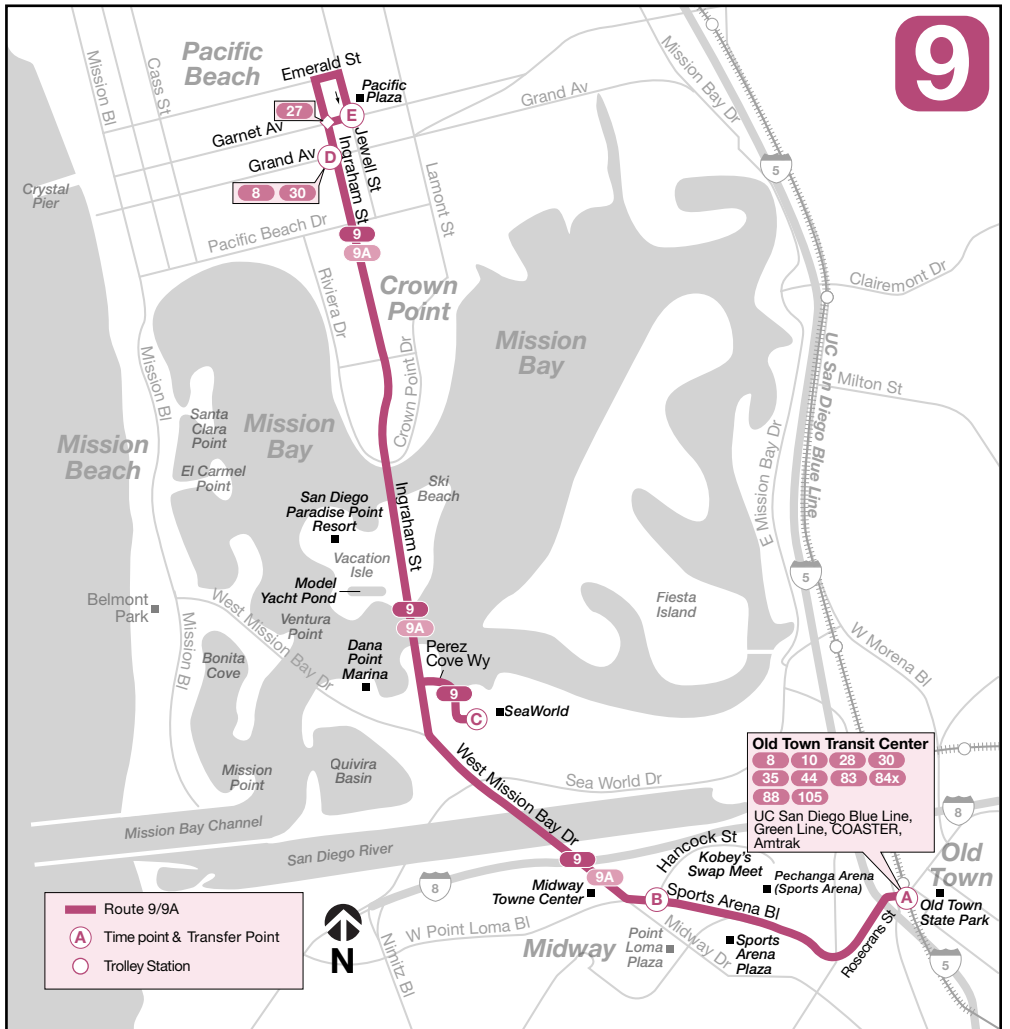 9
Pacific
Beach
Mission Bl
Cass St
Emerald St
Pacific
Plaza
Mission Bay Dr
Grand Av
27
E
Garnet Av
Jewell St
Ingraham St
Grand Av
D
8 30
Lamont St
5
Crystal
Pier
Pacific Beach Dr
9
9A
Riviera Dr
Crown
Point
Clairemont Dr
Mission
Bay
UC San Diego Blue Line
Mission Bl
Crown Point Dr
Milton St
Santa
Clara
Point
Mission
Bay
Mission
Beach
El Carmel
Point
E Mission Bay Dr
Ski
Beach
San Diego
Paradise Point
Resort
Ingraham St
Vacation
Isle
5
Model
Yacht Pond
Belmont
Park
West Mission Bay Dr
Ventura
Point
9
9A
Fiesta
Island
W Morena Bl
Mission Bl
Bonita
Cove
Dana
Point
Marina
Perez
Cove Wy
9
C
SeaWorld
Old Town Transit Center
8 10 28 30
35 44 83 84x
88 105
UC San Diego Blue Line,
Green Line, COASTER,
Amtrak
West Mission Bay Dr
Quivira
Basin
Mission
Point
Sea World Dr
8
Mission Bay Channel
San Diego River
Hancock St
Kobey's
Swap Meet
Old
Town
9
9A
8
Midway
Towne Center
B
Sports Arena Bl
Pechanga Arena
(Sports Arena)
A
Old Town
State Park
Route 9/9A
A Time point & Transfer Point
Trolley Station
N
Nimitz Bl
W Point Loma Bl
Midway
Point
Loma
Plaza
Midway Dr
Sports
Arena
Plaza
Rosecrans St
5